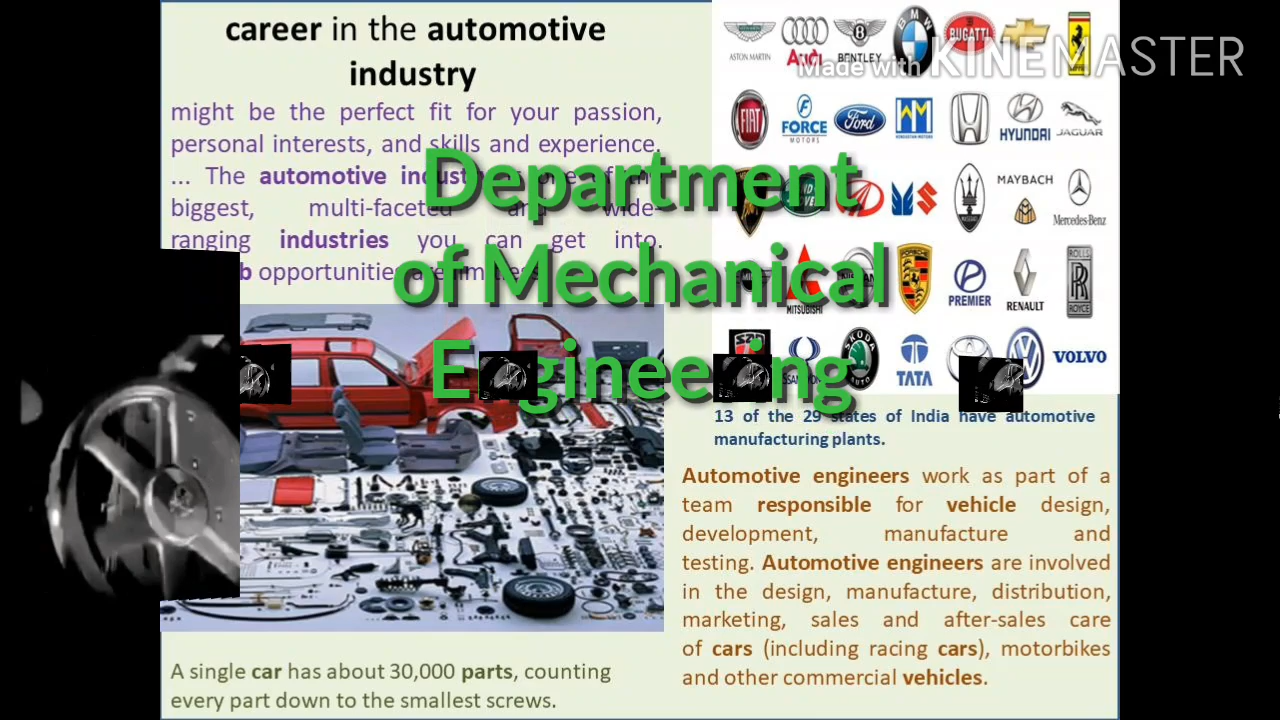 career in the automotive
industry
might be the perfect fit for your passion,
personal interests, and skills and experience.
... The automotive
biggest, multi-faceted and wide-
ranging industries you can get into.
opportunities
A single car has about 30,000 parts, counting
every part down to the smallest screws.
Made with KINEMASTER
Department
of Mechanical
Engineering
ASTON MARTIN
Audi
BENTLEY
BMW
BUGATTI
FIAT
FORCE
MOTORS
Ford
HYUNDAI
JAGUAR
MAYBACH
Mercedes-Benz
MITSUBISHI
PORSCHE
PREMIER
RENAULT
ROLLS
ROYCE
SKODA
AUTO
TATA
VOLVO
13 of the 29 states of India have automotive
manufacturing plants.
Automotive engineers work as part of a
team responsible for vehicle design,
development, manufacture and
testing. Automotive engineers are involved
in the design, manufacture, distribution,
marketing, sales and after-sales care
of cars (including racing cars), motorbikes
and other commercial vehicles.